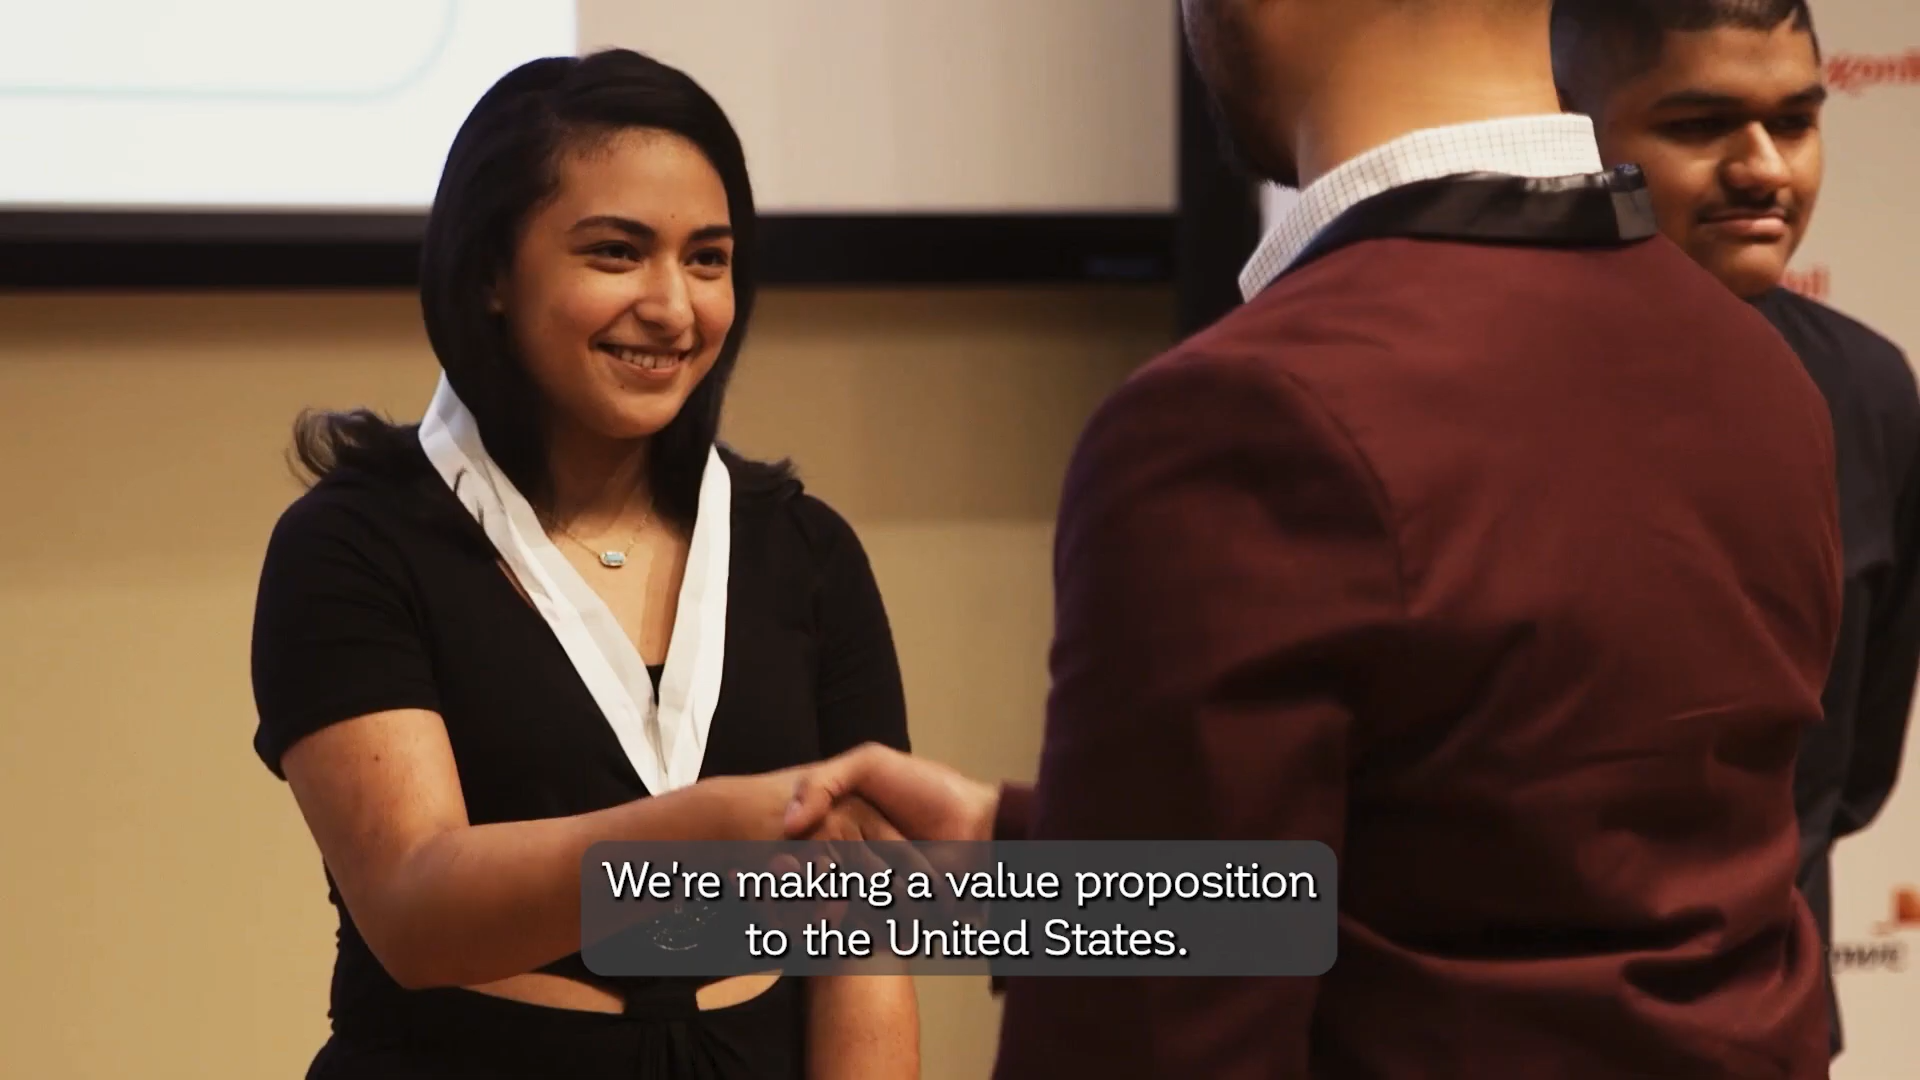 We're making a value proposition
to the United States.